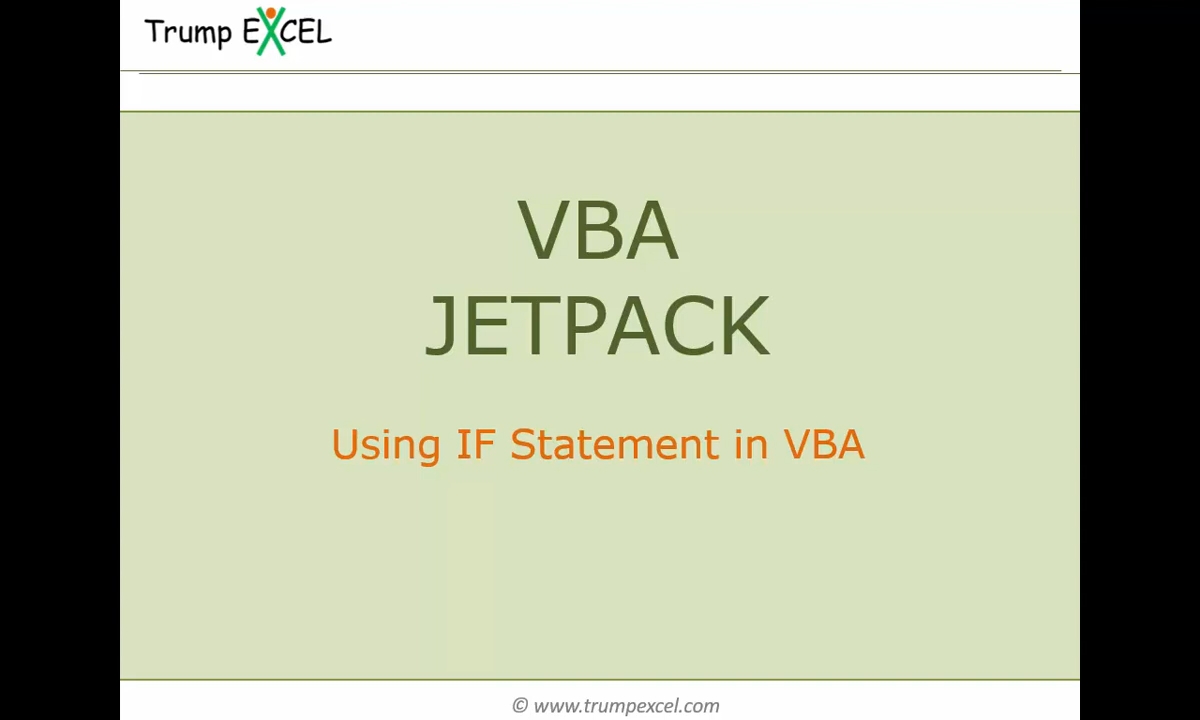 Trump EXCEL
VBA
JETPACK
Using IF Statement in VBA
© www.trumpexcel.com